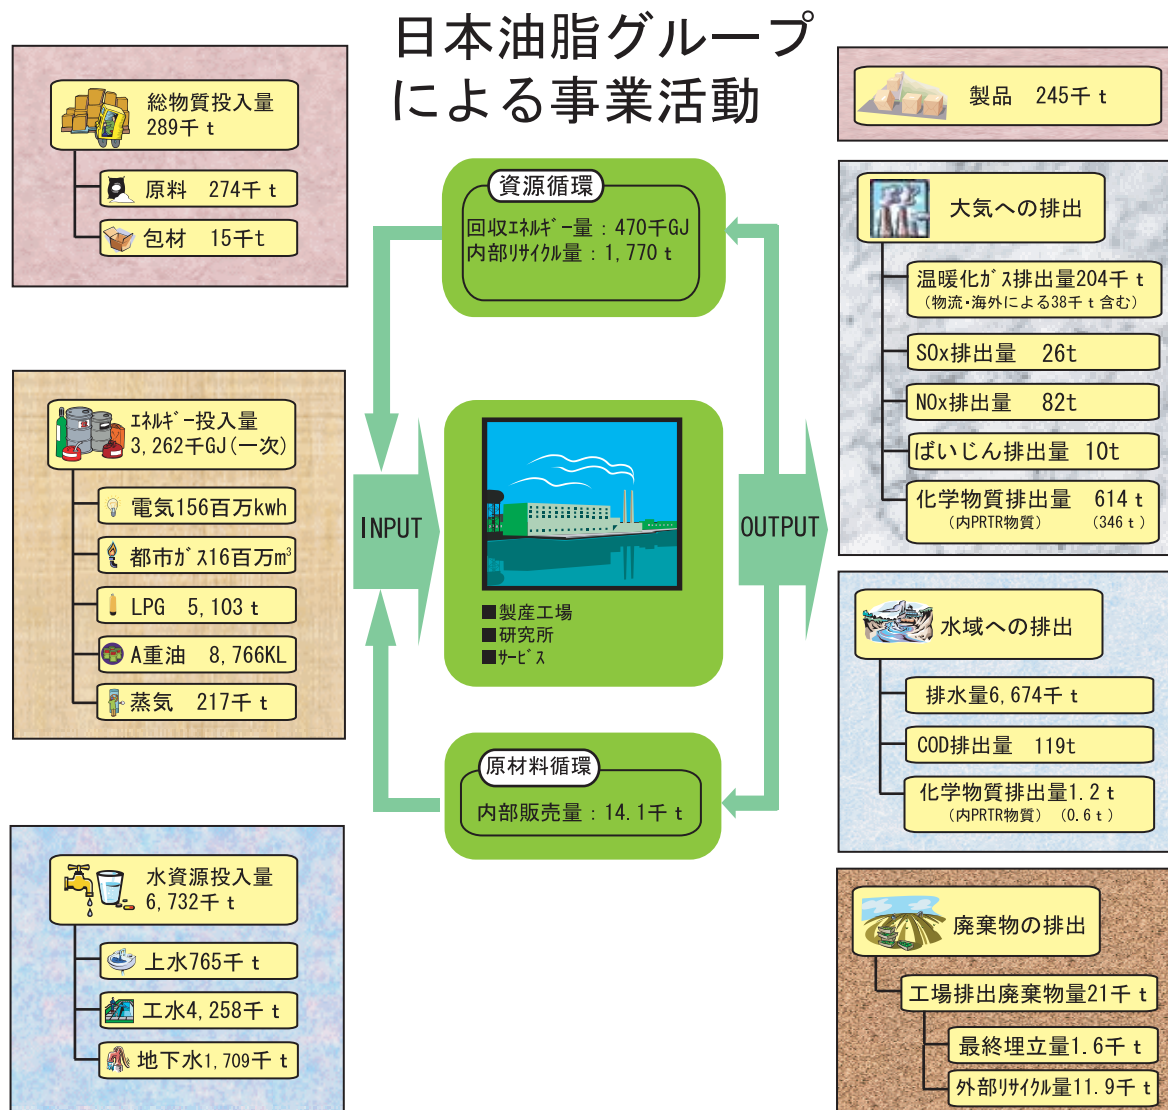 日本油脂グループ
による事業活動
総物質投入量
289千ｔ
原料　274千ｔ
包材　15千t
エネルギー投入量
3,262千GJ(一次)
電気156百万kwh
都市ガス16百万m³
LPG　5,103ｔ
A重油　8,766KL
蒸気　217千ｔ
水資源投入量
6,732千ｔ
上水765千ｔ
工水4,258千ｔ
地下水1,709千ｔ
資源循環
回収エネルギー量：470千GJ
内部リサイクル量：1,770ｔ
INPUT
■製産工場
■研究所
■サービス
OUTPUT
原材料循環
内部販売量：14.1千ｔ
製品　245千ｔ
大気への排出
温暖化ガス排出量204千ｔ
（物流・海外による38千ｔ含む）
SOx排出量　26t
NOx排出量　82t
ばいじん排出量　10t
化学物質排出量　614ｔ
（内PRTR物質）　（346ｔ）
水域への排出
排水量6,674千ｔ
COD排出量　119t
化学物質排出量1.2ｔ
（内PRTR物質）（0.6ｔ）
廃棄物の排出
工場排出廃棄物量21千ｔ
最終埋立量1.6千ｔ
外部リサイクル量11.9千ｔ